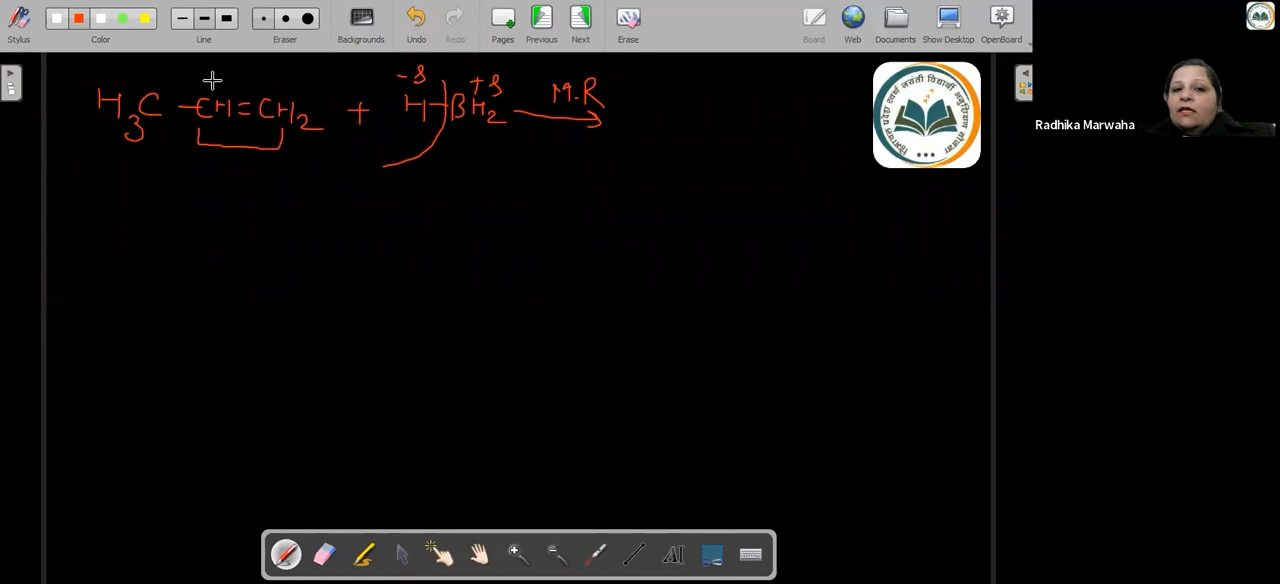 Stylus
Color
Line
Eraser
Backgrounds
Undo
Redo
Pages
Previous
Next
Erase
Board
Web
Documents
Show Desktop
OpenBoard
-δ +δ
H3C-CH=CH2 + H-BH2 M.R
Radhika Marwaha
AI